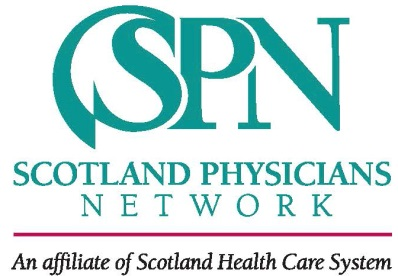 SPN
SCOTLAND PHYSICIANS
NETWORK
An affiliate of Scotland Health Care System